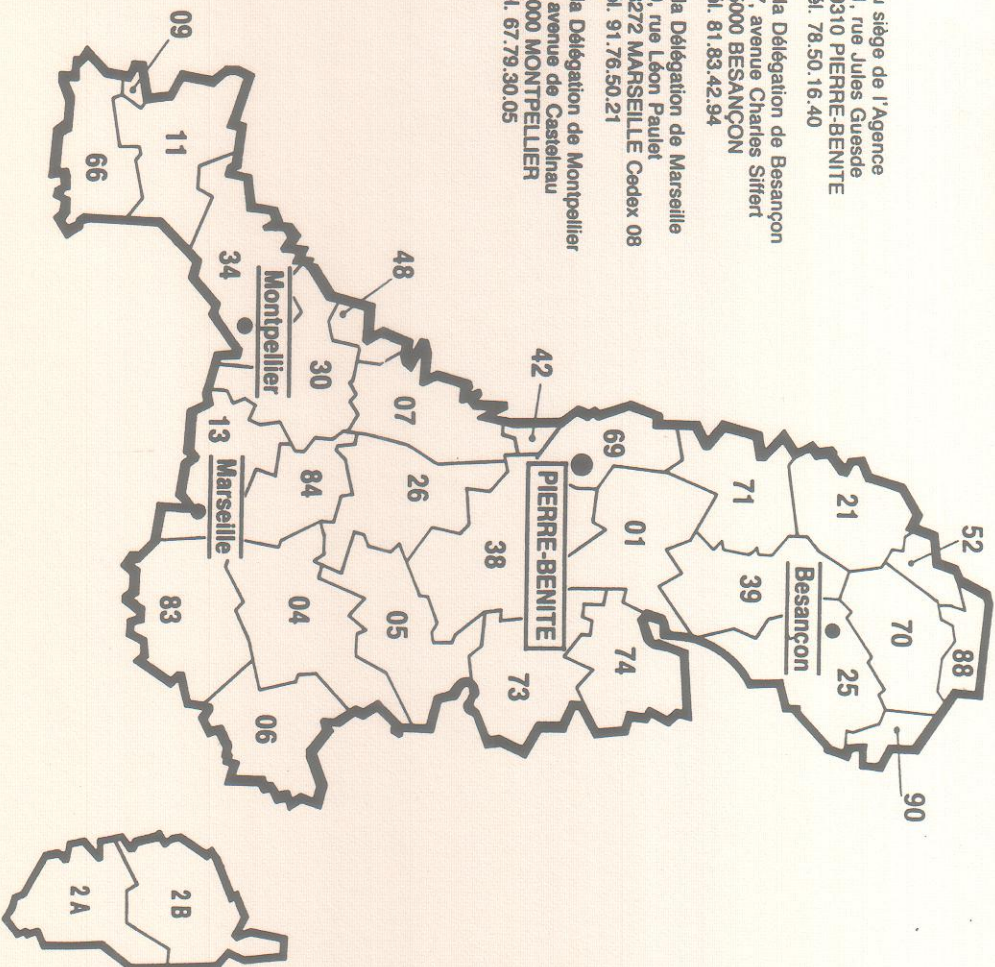 u siège de l'Agence
, rue Jules Guesde
9310 PIERRE-BENITE
él. 78.50.16.40
la Délégation de Besançon
, avenue Charles Siffert
5000 BESANÇON
él. 81.83.42.94
la Délégation de Marseille
, rue Léon Paulet
272 MARSEILLE Cedex 08
l. 91.76.50.21
la Délégation de Montpellier
avenue de Castelnau
000 MONTPELLIER
l. 67.79.30.05
52
88
70
90
21
25
Besançon
39
71
01
74
69
42
PIERRE-BENITE
73
38
07
26
05
48
30
84
04
06
34
Montpellier
13
Marseille
83
09
11
66
2B
2A